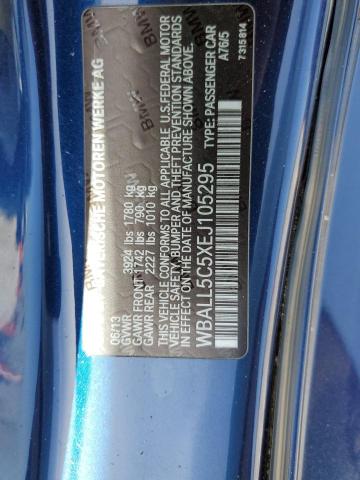 BAYERISCHE MOTOREN WERKE AG
06/13
GVWR 3924 lbs 1780 kg
GAWR FRONT 1742 lbs 790 kg
GAWR REAR 2227 lbs 1010 kg
THIS VEHICLE CONFORMS TO ALL APPLICABLE U.S.FEDERAL MOTOR
VEHICLE SAFETY, BUMPER AND THEFT PREVENTION STANDARDS
IN EFFECT ON THE DATE OF MANUFACTURE SHOWN ABOVE.
WBALL5C5XEJ105295
TYPE: PASSENGER CAR
A76/5
7315814